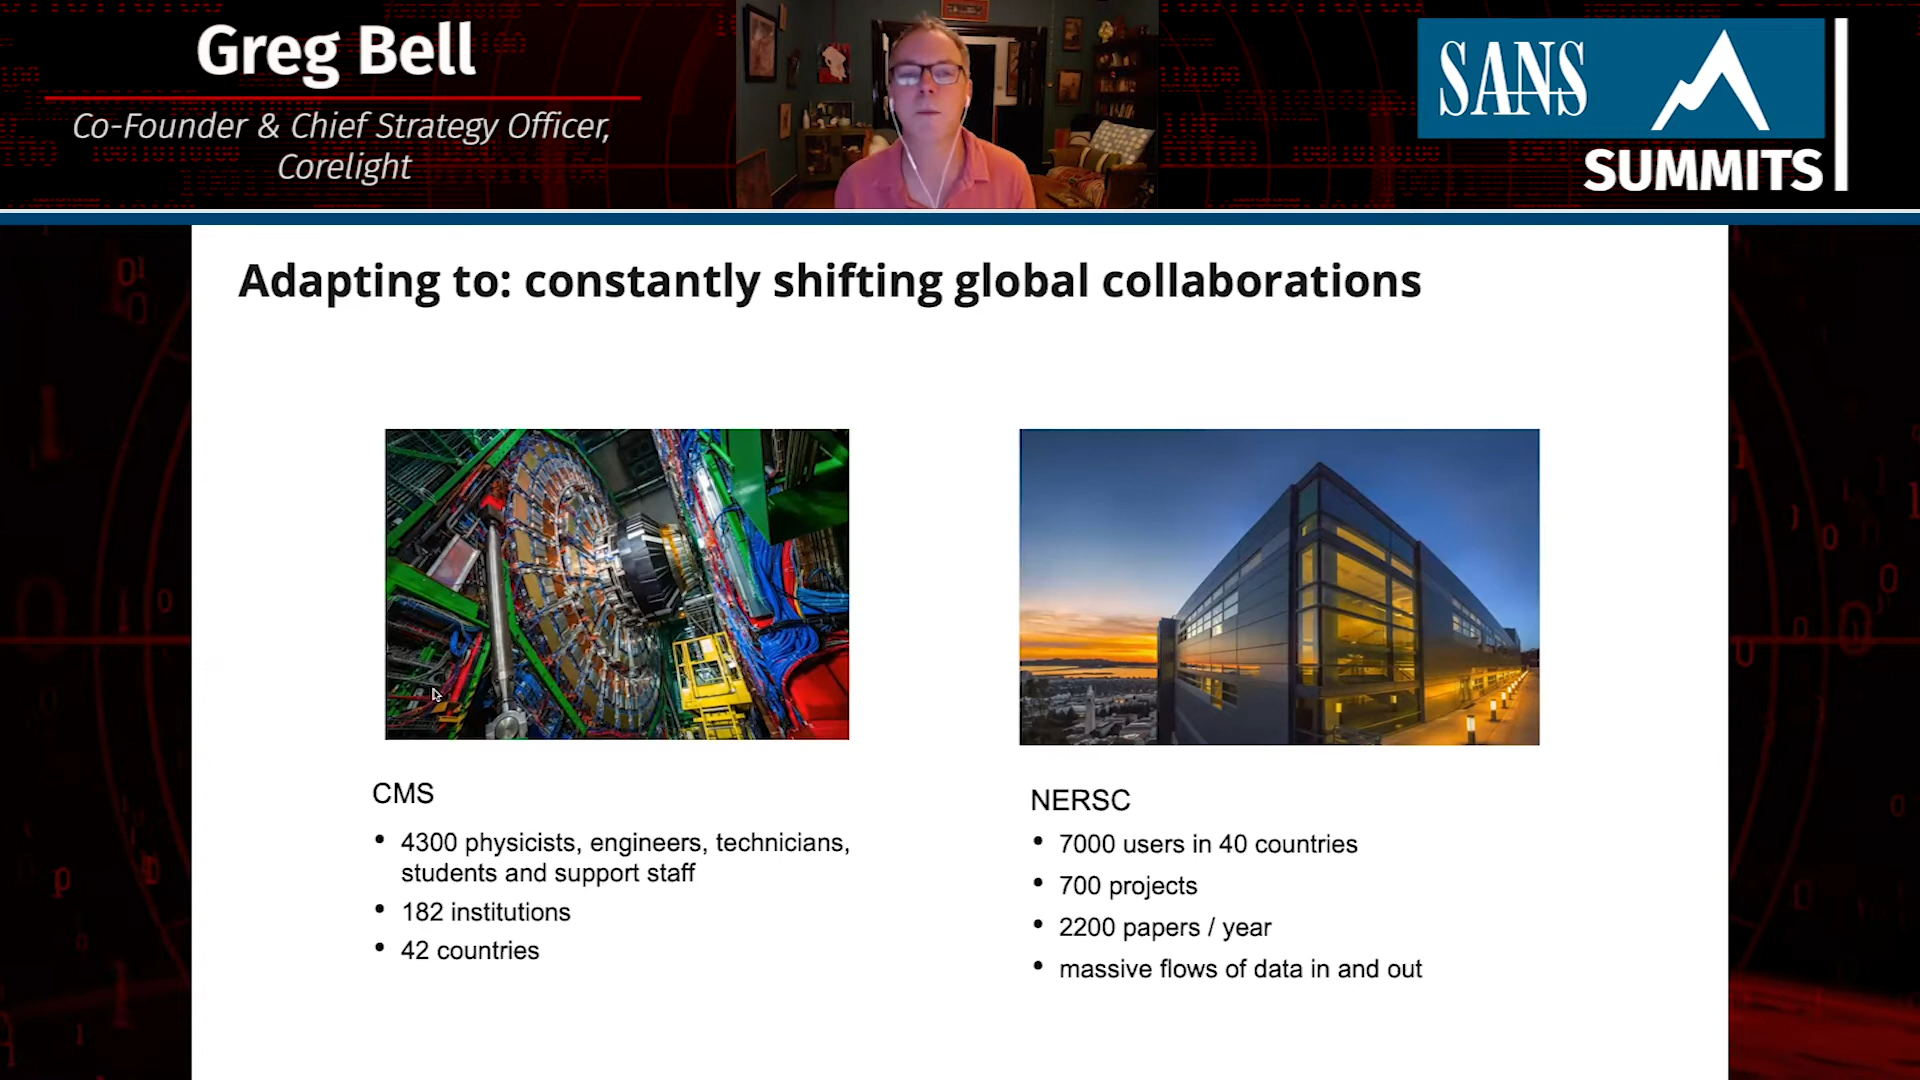 Greg Bell
Co-Founder & Chief Strategy Officer,
Corelight
SANS
SUMMITS
Adapting to: constantly shifting global collaborations
CMS
• 4300 physicists, engineers, technicians,
students and support staff
• 182 institutions
• 42 countries
NERSC
• 7000 users in 40 countries
• 700 projects
• 2200 papers / year
• massive flows of data in and out